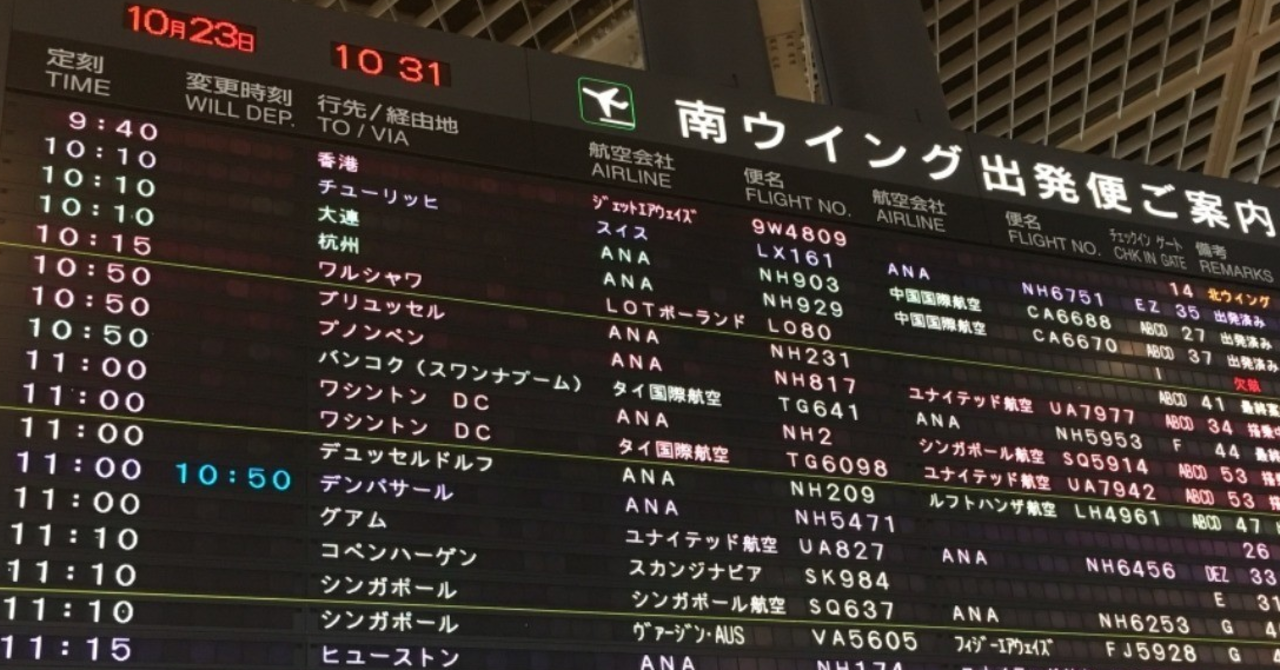 10月23日 10 31
南ウイング 出発便ご案内
定刻 変更時刻 行先/経由地 航空会社 便名 航空会社 便名 チェックイン ゲート 備考
TIME WILL DEP. TO / VIA AIRLINE FLIGHT NO. AIRLINE FLIGHT NO. CHK IN GATE REMARKS
9:40 香港 ジェットエアウェイズ 9W4809 14 北ウイング
10:10 チューリッヒ スイス LX161 ANA NH6751 EZ 35 出発済み
10:10 大連 ANA NH903 中国国際航空 CA6688 ABCD 27 出発済み
10:10 杭州 ANA NH929 中国国際航空 CA6670 ABCD 37 出発済み
10:15 ワルシャワ LOTポーランド LO80 I 欠航
10:50 ブリュッセル ANA NH231 ABCD 41 最終案
10:50 プノンペン ANA NH817 ユナイテッド航空 UA7977 ABCD 34 搭乗中
10:50 バンコク(スワンナプーム) タイ国際航空 TG641 ANA NH5953 F 44 最終
11:00 ワシントン DC ANA NH2 シンガポール航空 SQ5914 ABCD 53 搭
11:00 ワシントン DC タイ国際航空 TG6098 ユナイテッド航空 UA7942 ABCD 53 搭
11:00 デュッセルドルフ ANA NH209 ルフトハンザ航空 LH4961 ABCD 47
11:00 10:50 デンパサール ANA NH5471 26
11:00 グアム ユナイテッド航空 UA827 ANA NH6456 DEZ 33
11:10 コペンハーゲン スカンジナビア SK984 E 31
11:10 シンガポール シンガポール航空 SQ637 ANA NH6253 G 4
11:10 シンガポール ヴァージン・AUS VA5605 フィジーエアウェイズ FJ5928 G 4
11:15 ヒューストン ANA NH174